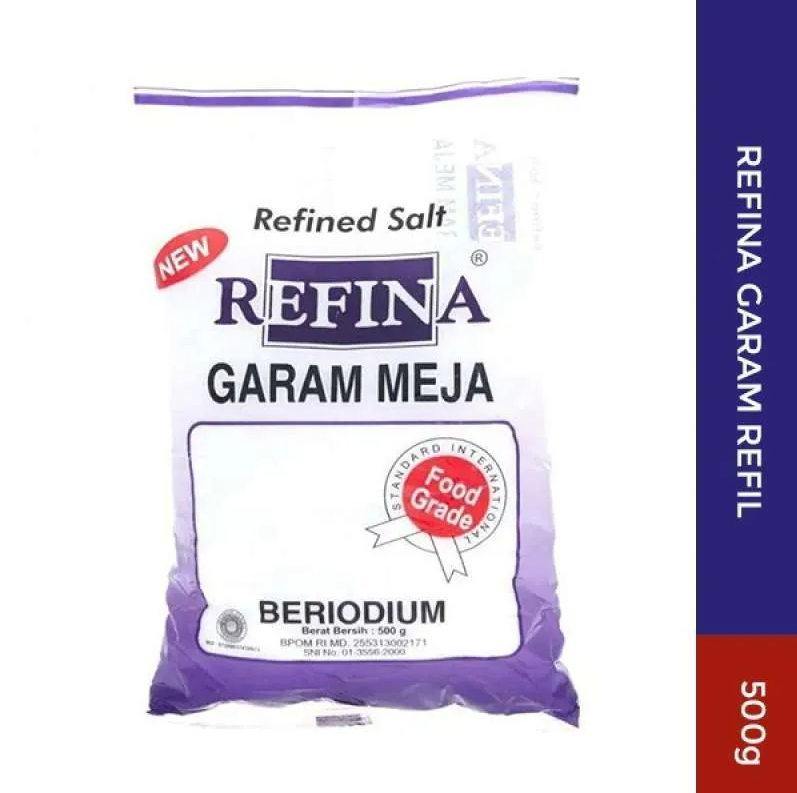 Refined Salt
NEW
REFINA®
GARAM MEJA
STANDARD INTERNATIONAL
Food
Grade
BERIODIUM
Berat Bersih : 500 g
BPOM RI MD. 255313002171
SNI No. 01-3556-2000
REFINA GARAM REFIL
500g